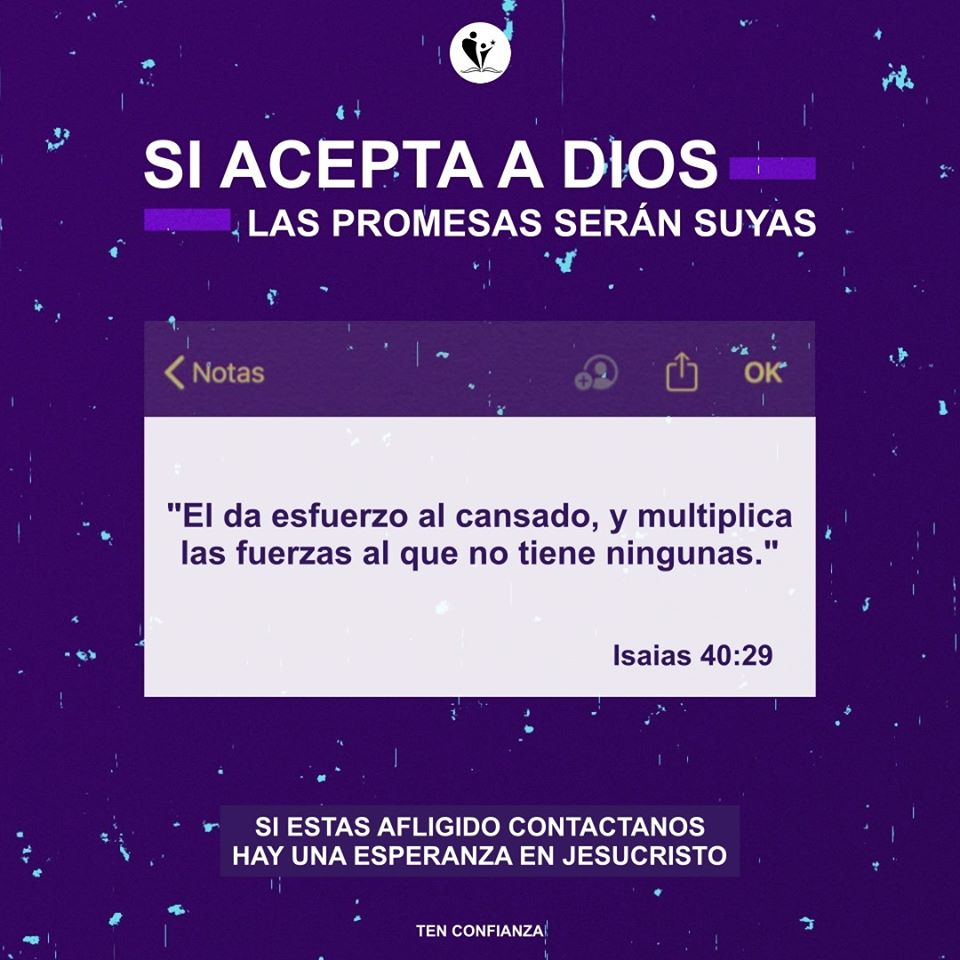 SI ACEPTA A DIOS
LAS PROMESAS SERÁN SUYAS
Notas
OK
"El da esfuerzo al cansado, y multiplica
las fuerzas al que no tiene ningunas."
Isaias 40:29
SI ESTAS AFLIGIDO CONTACTANOS
HAY UNA ESPERANZA EN JESUCRISTO
TEN CONFIANZA